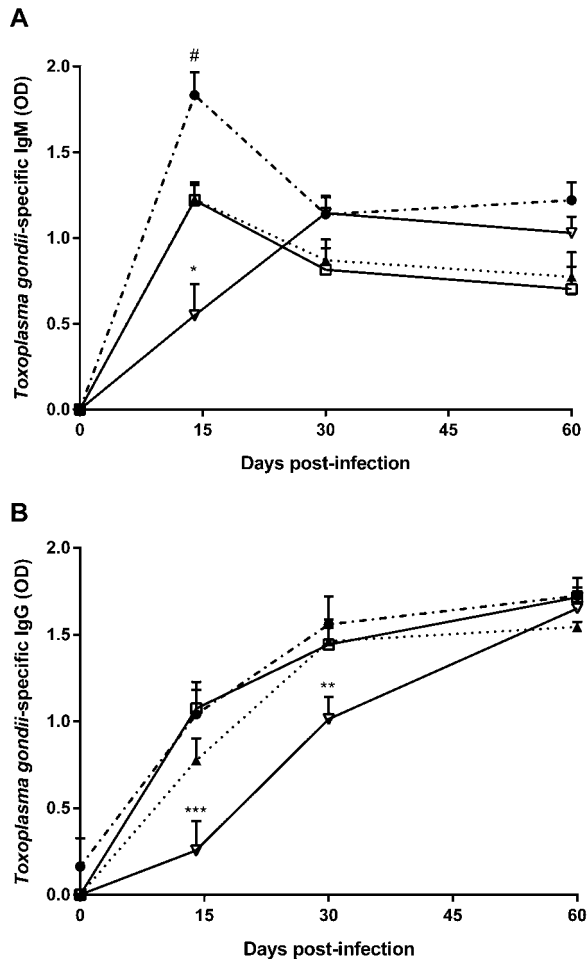 A
Toxoplasma gondii-specific IgM (OD)
2.0
1.5
1.0
0.5
0.0
#
*
0 15 30 45 60
Days post-infection
B
Toxoplasma gondii-specific IgG (OD)
2.0
1.5
1.0
0.5
0.0
**
***
0 15 30 45 60
Days post-infection